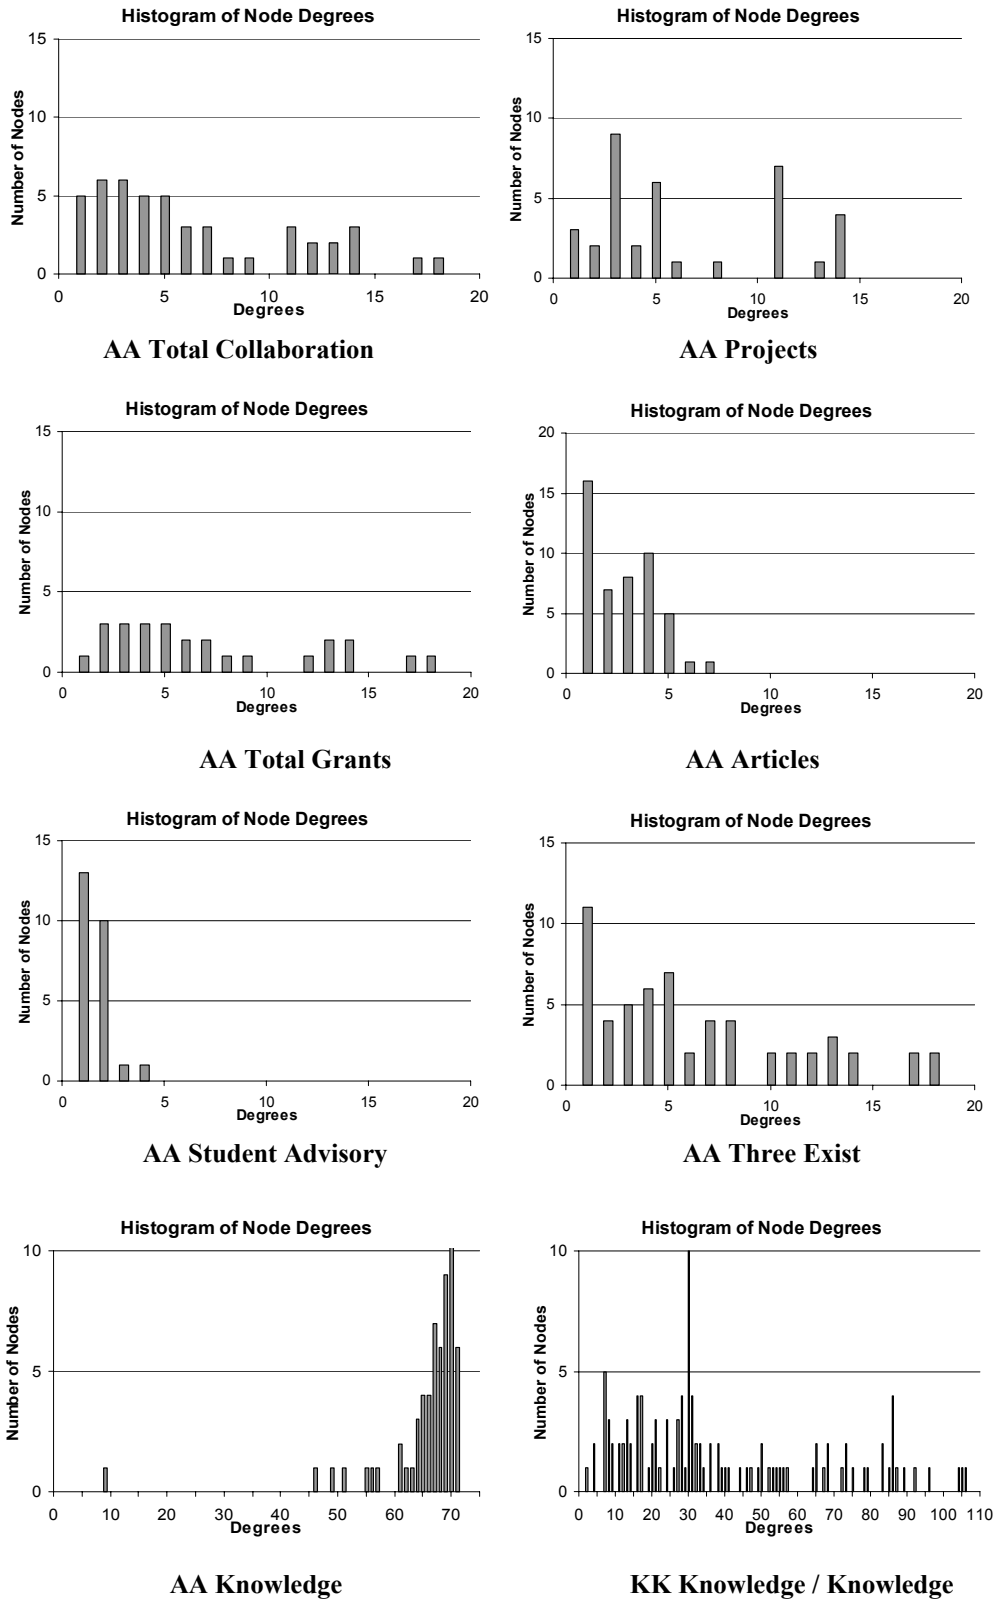 Histogram of Node Degrees
15
10
5
0
Number of Nodes
0 5 10 15 20
Degrees
AA Total Collaboration
Histogram of Node Degrees
15
10
5
0
Number of Nodes
0 5 10 15 20
Degrees
AA Projects
Histogram of Node Degrees
15
10
5
0
Number of Nodes
0 5 10 15 20
Degrees
AA Total Grants
Histogram of Node Degrees
20
15
10
5
0
Number of Nodes
0 5 10 15 20
Degrees
AA Articles
Histogram of Node Degrees
15
10
5
0
Number of Nodes
0 5 10 15 20
Degrees
AA Student Advisory
Histogram of Node Degrees
15
10
5
0
Number of Nodes
0 5 10 15 20
Degrees
AA Three Exist
Histogram of Node Degrees
10
5
0
Number of Nodes
0 10 20 30 40 50 60 70
Degrees
AA Knowledge
Histogram of Node Degrees
10
5
0
Number of Nodes
0 10 20 30 40 50 60 70 80 90 100 110
Degrees
KK Knowledge / Knowledge